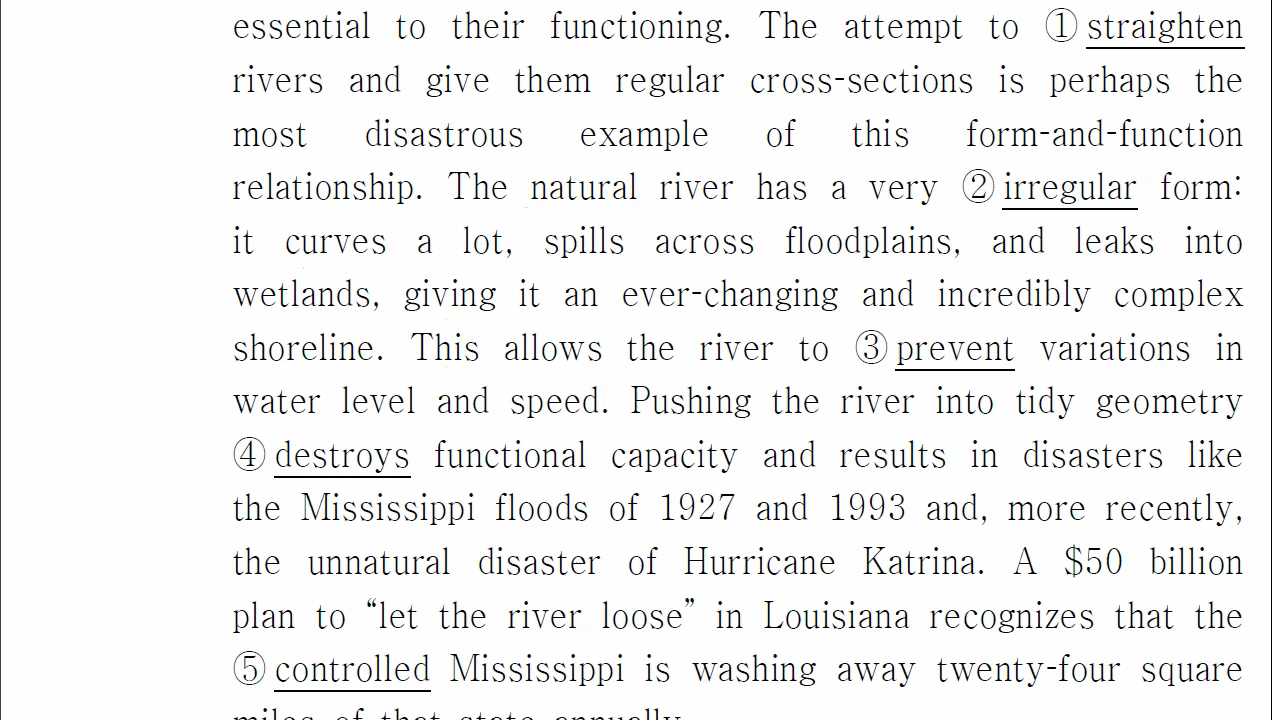 essential to their functioning. The attempt to ① straighten
rivers and give them regular cross-sections is perhaps the
most disastrous example of this form-and-function
relationship. The natural river has a very ② irregular form:
it curves a lot, spills across floodplains, and leaks into
wetlands, giving it an ever-changing and incredibly complex
shoreline. This allows the river to ③ prevent variations in
water level and speed. Pushing the river into tidy geometry
④ destroys functional capacity and results in disasters like
the Mississippi floods of 1927 and 1993 and, more recently,
the unnatural disaster of Hurricane Katrina. A $50 billion
plan to “let the river loose” in Louisiana recognizes that the
⑤ controlled Mississippi is washing away twenty-four square
miles of that state annually.